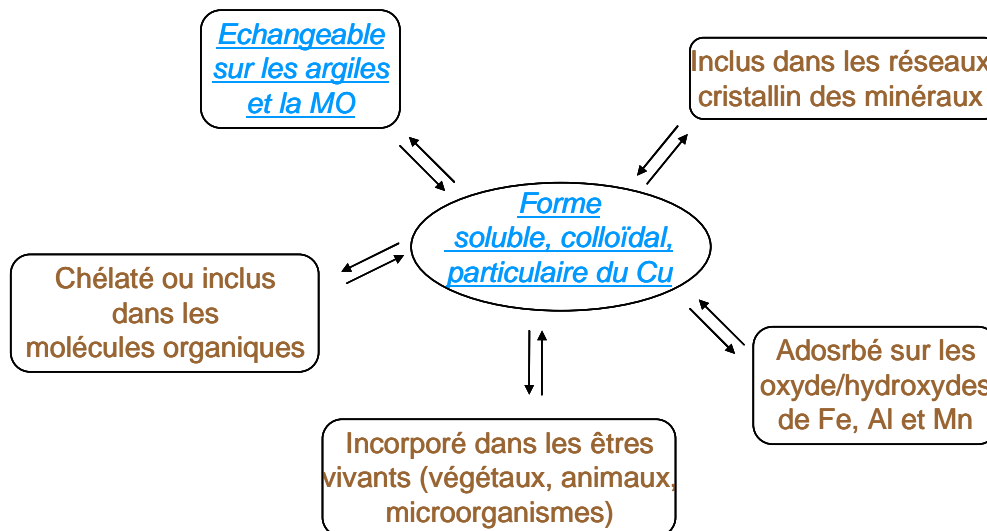 Echangeable
sur les argiles
et la MO
Inclus dans les réseaux
cristallin des minéraux
Forme
soluble, colloïdal,
particulaire du Cu
Chélaté ou inclus
dans les
molécules organiques
Adosrbé sur les
oxyde/hydroxydes
de Fe, Al et Mn
Incorporé dans les êtres
vivants (végétaux, animaux,
microorganismes)